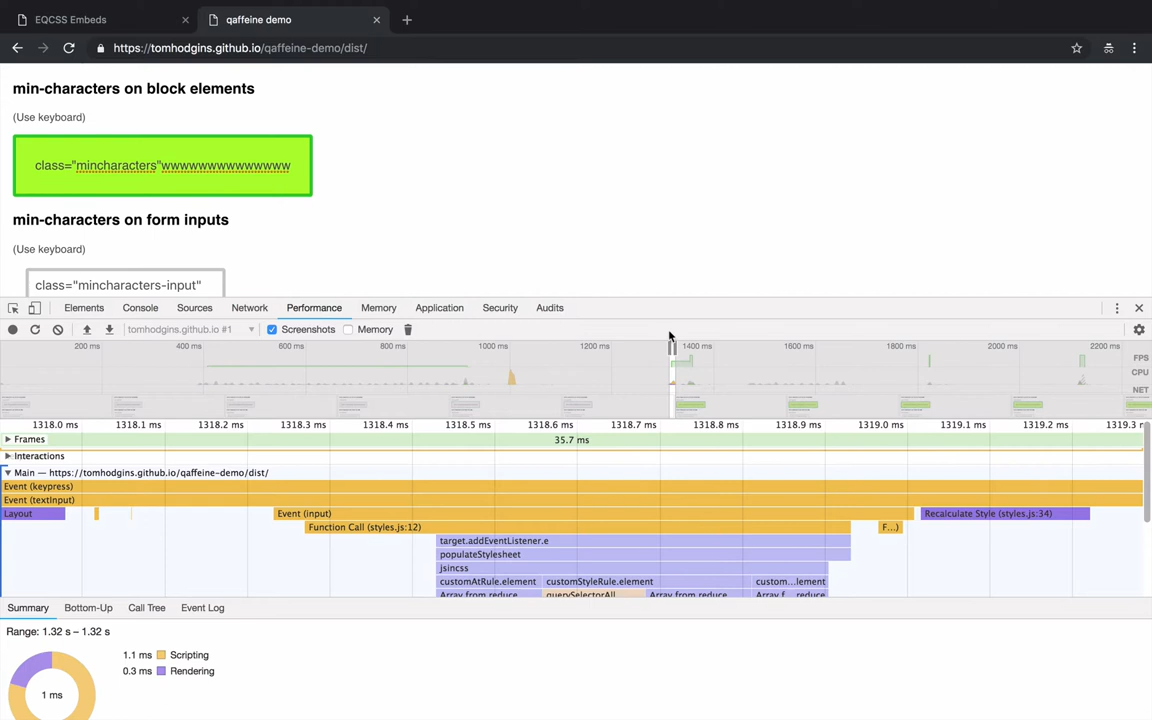 EQCSS Embeds
qaffeine demo
https://tomhodgins.github.io/qaffeine-demo/dist/
min-characters on block elements
(Use keyboard)
class="mincharacters"wwwwwwwwwwwwwww
min-characters on form inputs
(Use keyboard)
class="mincharacters-input"
Elements Console Sources Network Performance Memory Application Security Audits
tomhodgins.github.io #1 Screenshots Memory
200 ms 400 ms 600 ms 800 ms 1000 ms 1200 ms 1400 ms 1600 ms 1800 ms 2000 ms 2200 ms
FPS
CPU
NET
1318.0 ms 1318.1 ms 1318.2 ms 1318.3 ms 1318.4 ms 1318.5 ms 1318.6 ms 1318.7 ms 1318.8 ms 1318.9 ms 1319.0 ms 1319.1 ms 1319.2 ms 1319.3 m
Frames 35.7 ms
Interactions
Main — https://tomhodgins.github.io/qaffeine-demo/dist/
Event (keypress)
Event (textInput)
Layout Event (input) Recalculate Style (styles.js:34)
Function Call (styles.js:12) F...)
target.addEventListener.e
populateStylesheet
jsincss
customAtRule.element customStyleRule.element custom...lement
Array.from.reduce querySelectorAll Array.from.reduce Array.f...reduce
Summary Bottom-Up Call Tree Event Log
Range: 1.32 s – 1.32 s
1.1 ms Scripting
0.3 ms Rendering
1 ms